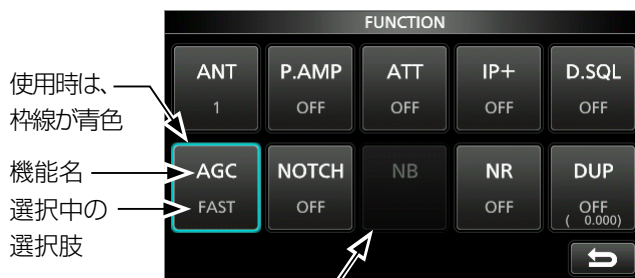 FUNCTION
使用時は、
枠線が青色
機能名
選択中の
選択肢
ANT
1
P.AMP
OFF
ATT
OFF
IP+
OFF
D.SQL
OFF
AGC
FAST
NOTCH
OFF
NB
NR
OFF
DUP
OFF
( 0.000)